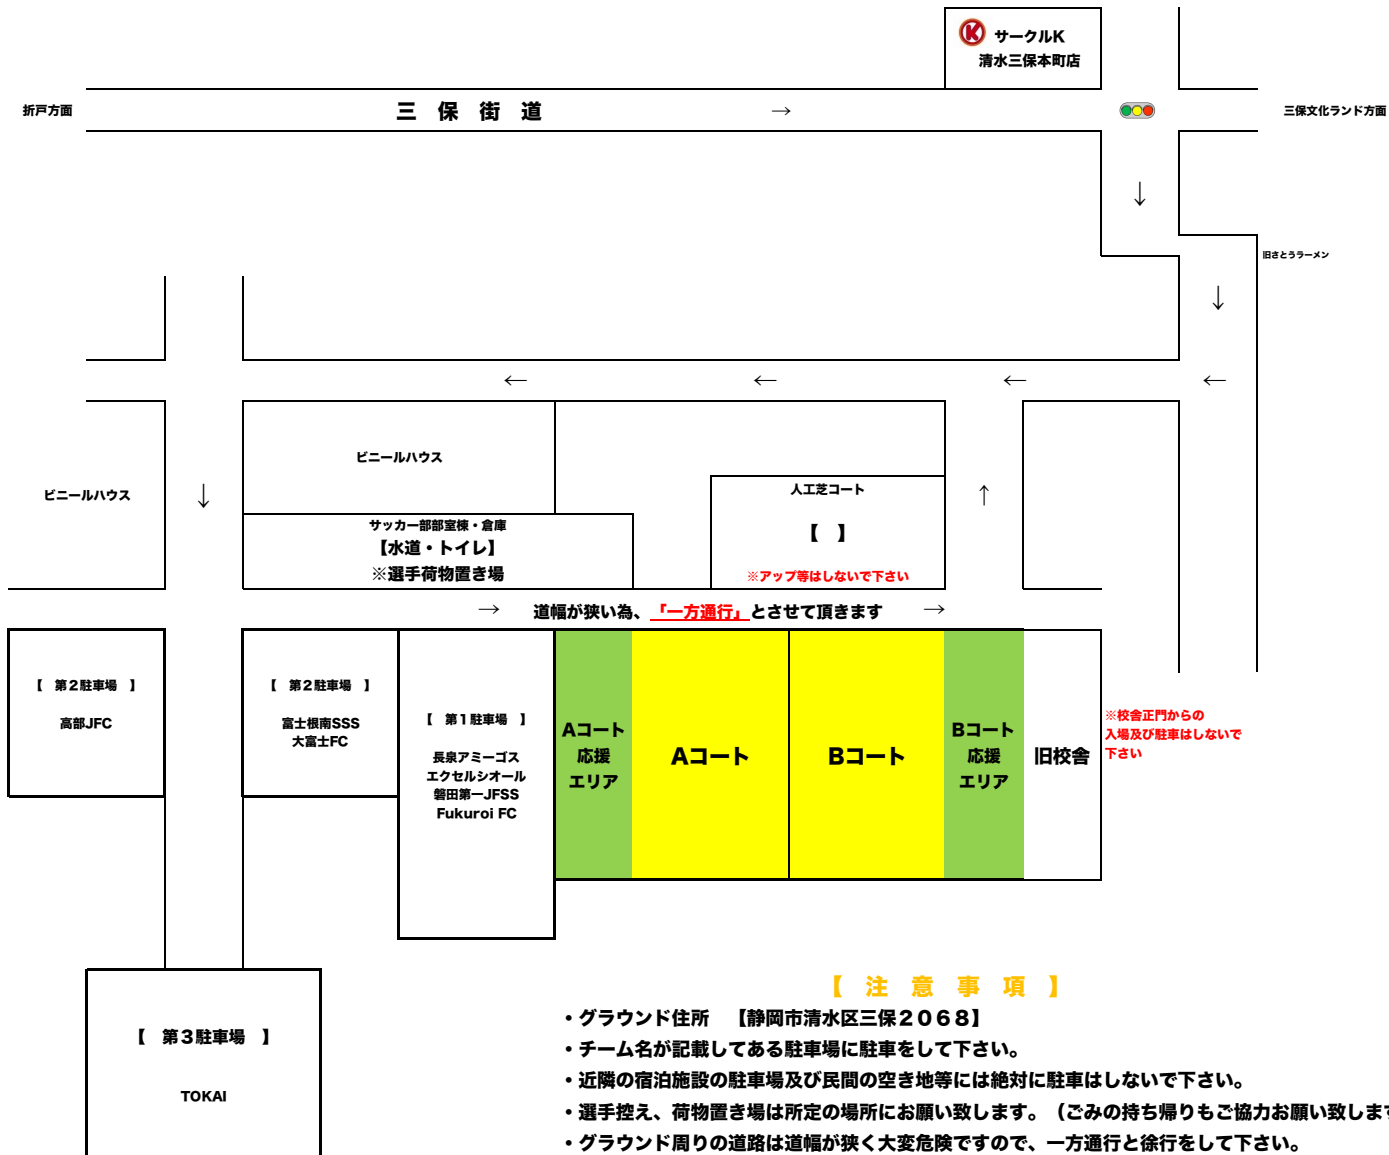 K サークルK
清水三保本町店
折戸方面
三 保 街 道
→
三保文化ランド方面
↓
旧さとうラーメン
↓
← ← ← ←
ビニールハウス
ビニールハウス
↓
人工芝コート
↑
サッカー部部室棟・倉庫
【水道・トイレ】
【 】
※選手荷物置き場
※アップ等はしないで下さい
→ 道幅が狭い為、「一方通行」とさせて頂きます →
【 第2駐車場 】
高部JFC
【 第2駐車場 】
富士根南SSS
大富士FC
【 第1駐車場 】
長泉アミーゴス
エクセルシオール
磐田第一JFSS
Fukuroi FC
Aコート
応援
エリア
Aコート
Bコート
Bコート
応援
エリア
旧校舎
※校舎正門からの
入場及び駐車はしないで
下さい
【 第3駐車場 】
TOKAI
【 注 意 事 項 】
・グラウンド住所 【静岡市清水区三保2068】
・チーム名が記載してある駐車場に駐車をして下さい。
・近隣の宿泊施設の駐車場及び民間の空き地等には絶対に駐車はしないで下さい。
・選手控え、荷物置き場は所定の場所にお願い致します。（ごみの持ち帰りもご協力お願い致します
・グラウンド周りの道路は道幅が狭く大変危険ですので、一方通行と徐行をして下さい。